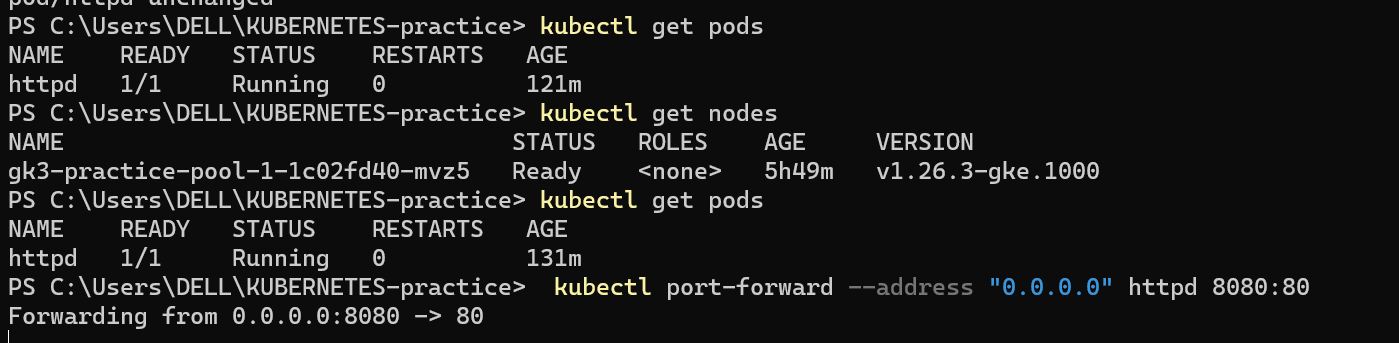 pod/httpd unchanged
PS C:\Users\DELL\KUBERNETES-practice> kubectl get pods
NAME    READY   STATUS    RESTARTS   AGE
httpd   1/1     Running   0          121m
PS C:\Users\DELL\KUBERNETES-practice> kubectl get nodes
NAME                                STATUS   ROLES    AGE     VERSION
gk3-practice-pool-1-1c02fd40-mvz5   Ready    <none>   5h49m   v1.26.3-gke.1000
PS C:\Users\DELL\KUBERNETES-practice> kubectl get pods
NAME    READY   STATUS    RESTARTS   AGE
httpd   1/1     Running   0          131m
PS C:\Users\DELL\KUBERNETES-practice>  kubectl port-forward --address "0.0.0.0" httpd 8080:80
Forwarding from 0.0.0.0:8080 -> 80